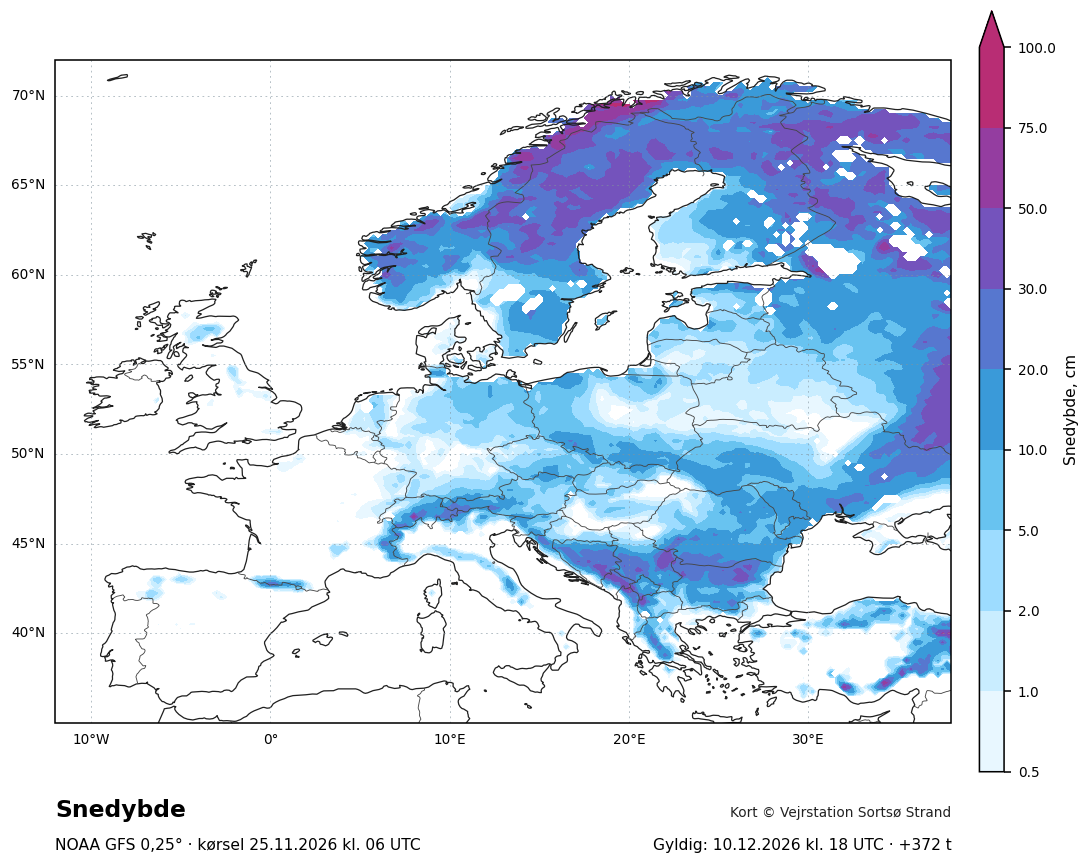 100.0
75.0
50.0
30.0
20.0
10.0
5.0
2.0
1.0
0.5
Snedybde, cm
70°N
65°N
60°N
55°N
50°N
45°N
40°N
10°W
0°
10°E
20°E
30°E
Snedybde
Kort © Vejrstation Sortsø Strand
NOAA GFS 0,25° · kørsel 25.11.2026 kl. 06 UTC
Gyldig: 10.12.2026 kl. 18 UTC · +372 t